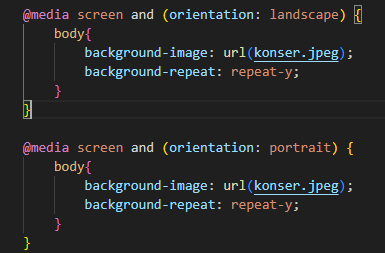 @media screen and (orientation: landscape) {
body{
background-image: url(konser.jpeg);
background-repeat: repeat-y;
}
}
@media screen and (orientation: portrait) {
body{
background-image: url(konser.jpeg);
background-repeat: repeat-y;
}
}